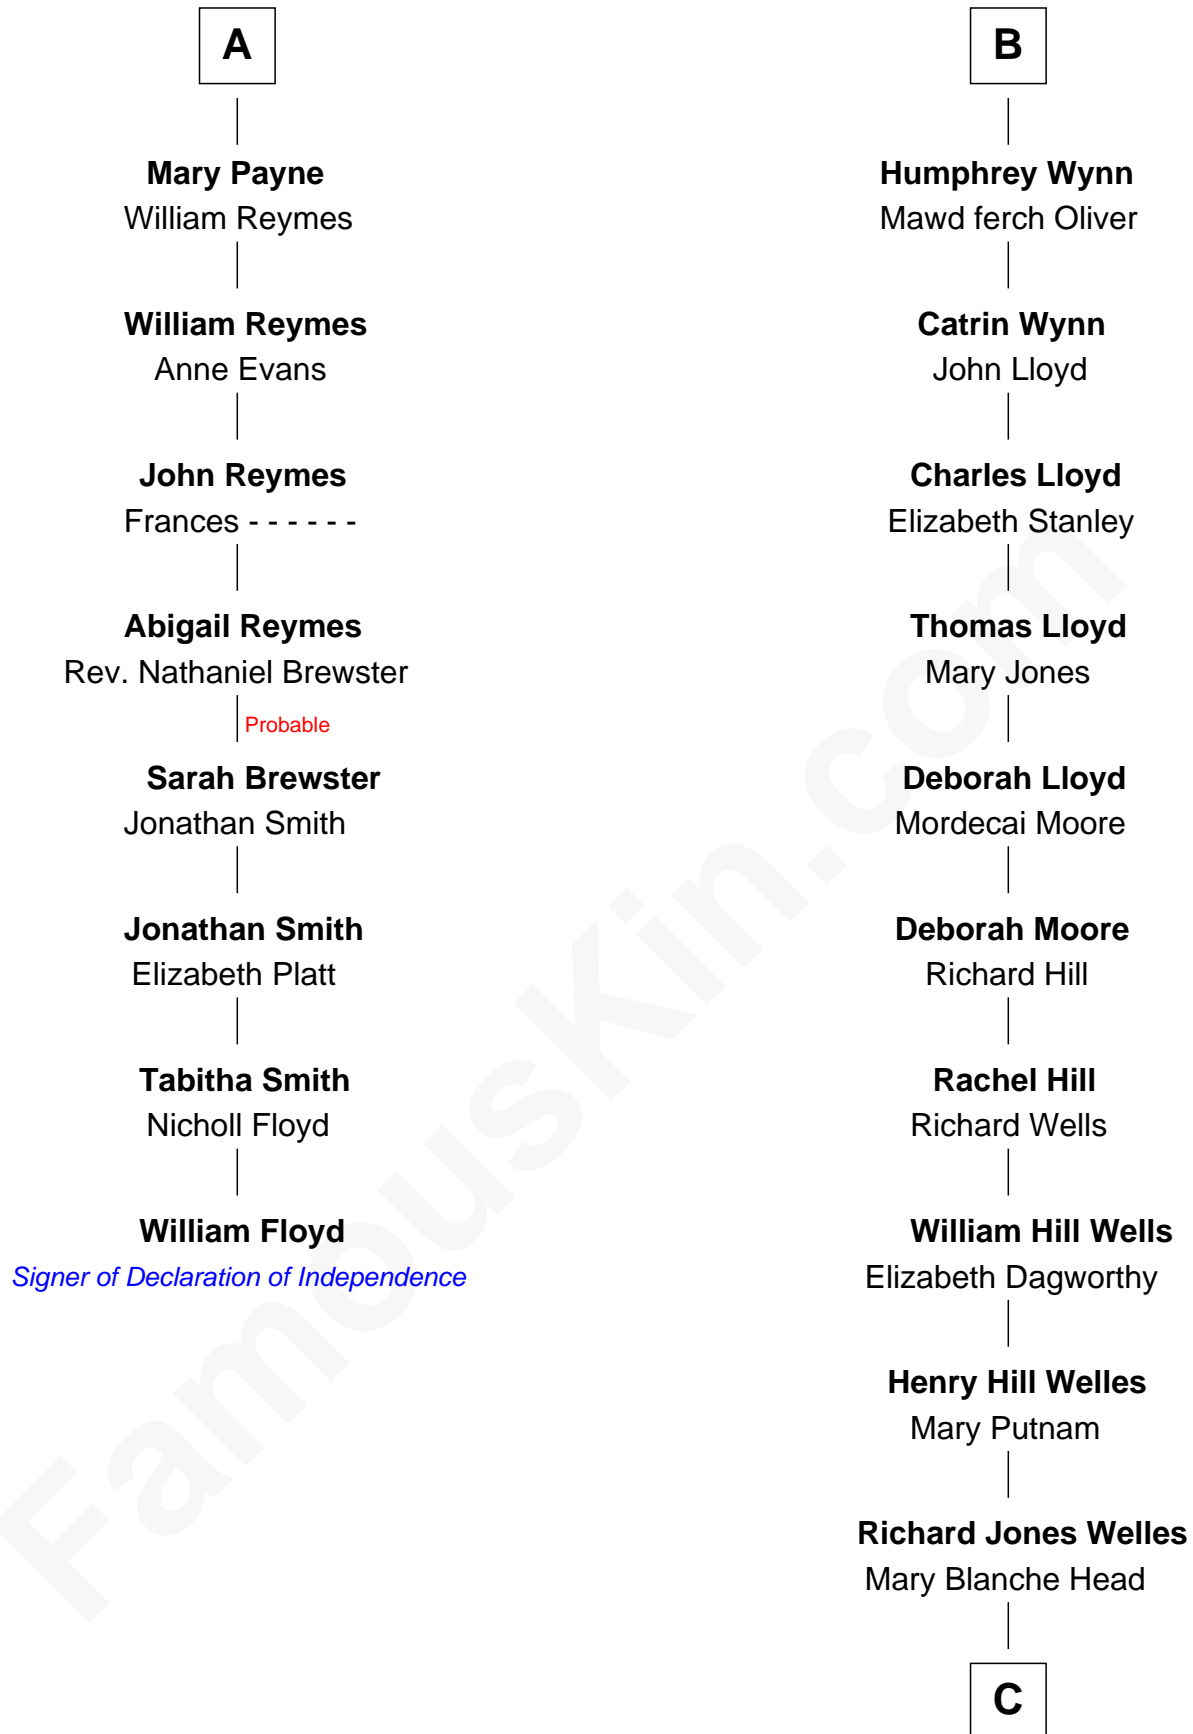 A
Mary Payne
William Reymes
William Reymes
Anne Evans
John Reymes
Frances - - - - - -
Abigail Reymes
Rev. Nathaniel Brewster
Probable
Sarah Brewster
Jonathan Smith
Jonathan Smith
Elizabeth Platt
Tabitha Smith
Nicholl Floyd
William Floyd
Signer of Declaration of Independence
B
Humphrey Wynn
Mawd ferch Oliver
Catrin Wynn
John Lloyd
Charles Lloyd
Elizabeth Stanley
Thomas Lloyd
Mary Jones
Deborah Lloyd
Mordecai Moore
Deborah Moore
Richard Hill
Rachel Hill
Richard Wells
William Hill Wells
Elizabeth Dagworthy
Henry Hill Welles
Mary Putnam
Richard Jones Welles
Mary Blanche Head
C
FamousKin.com